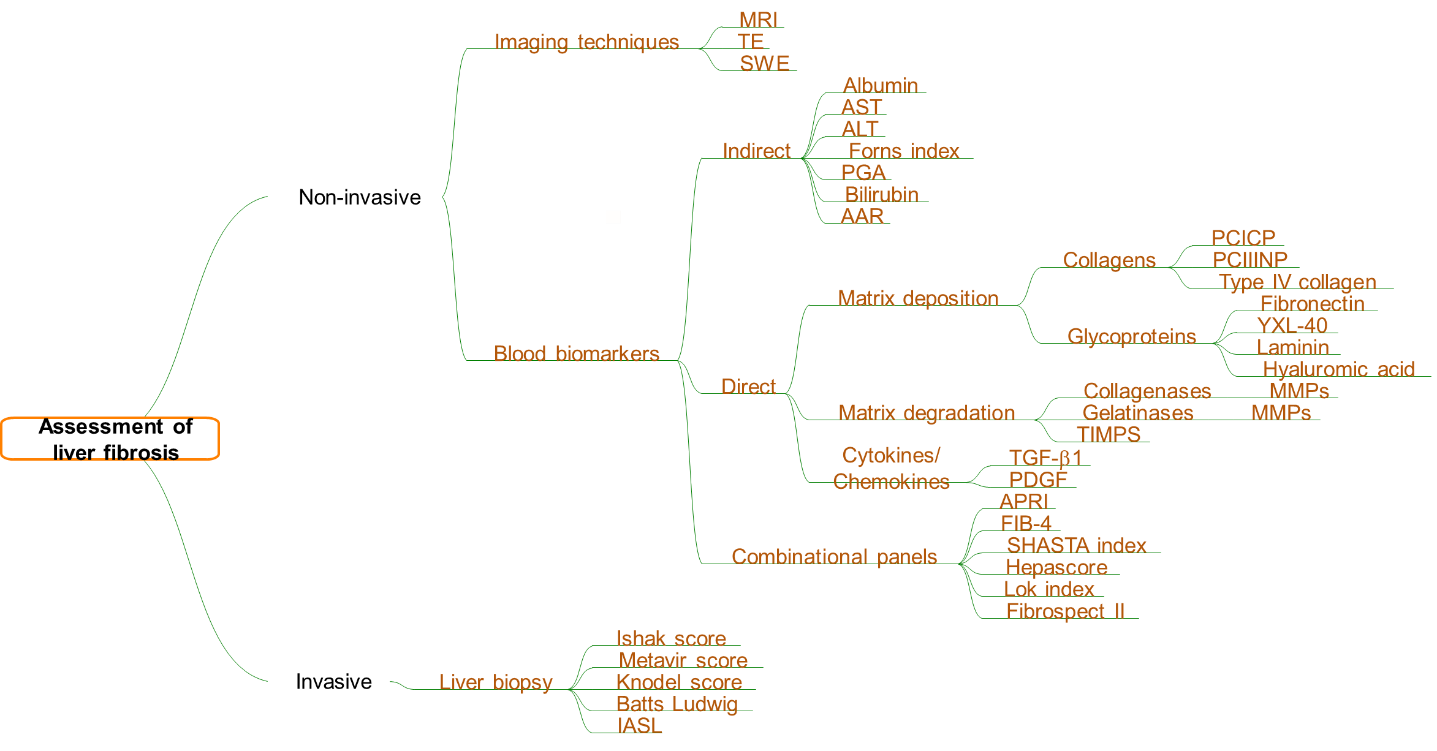 Assessment of
liver fibrosis
Non-invasive
Imaging techniques
MRI
TE
SWE
Blood biomarkers
Indirect
Albumin
AST
ALT
Forns index
PGA
Bilirubin
AAR
Direct
Matrix deposition
Collagens
PCICP
PCIIINP
Type IV collagen
Glycoproteins
Fibronectin
YXL-40
Laminin
Hyaluromic acid
Matrix degradation
Collagenases
MMPs
Gelatinases
MMPs
TIMPS
Cytokines/
Chemokines
TGF-β1
PDGF
Combinational panels
APRI
FIB-4
SHASTA index
Hepascore
Lok index
Fibrospect II
Invasive
Liver biopsy
Ishak score
Metavir score
Knodel score
Batts Ludwig
IASL